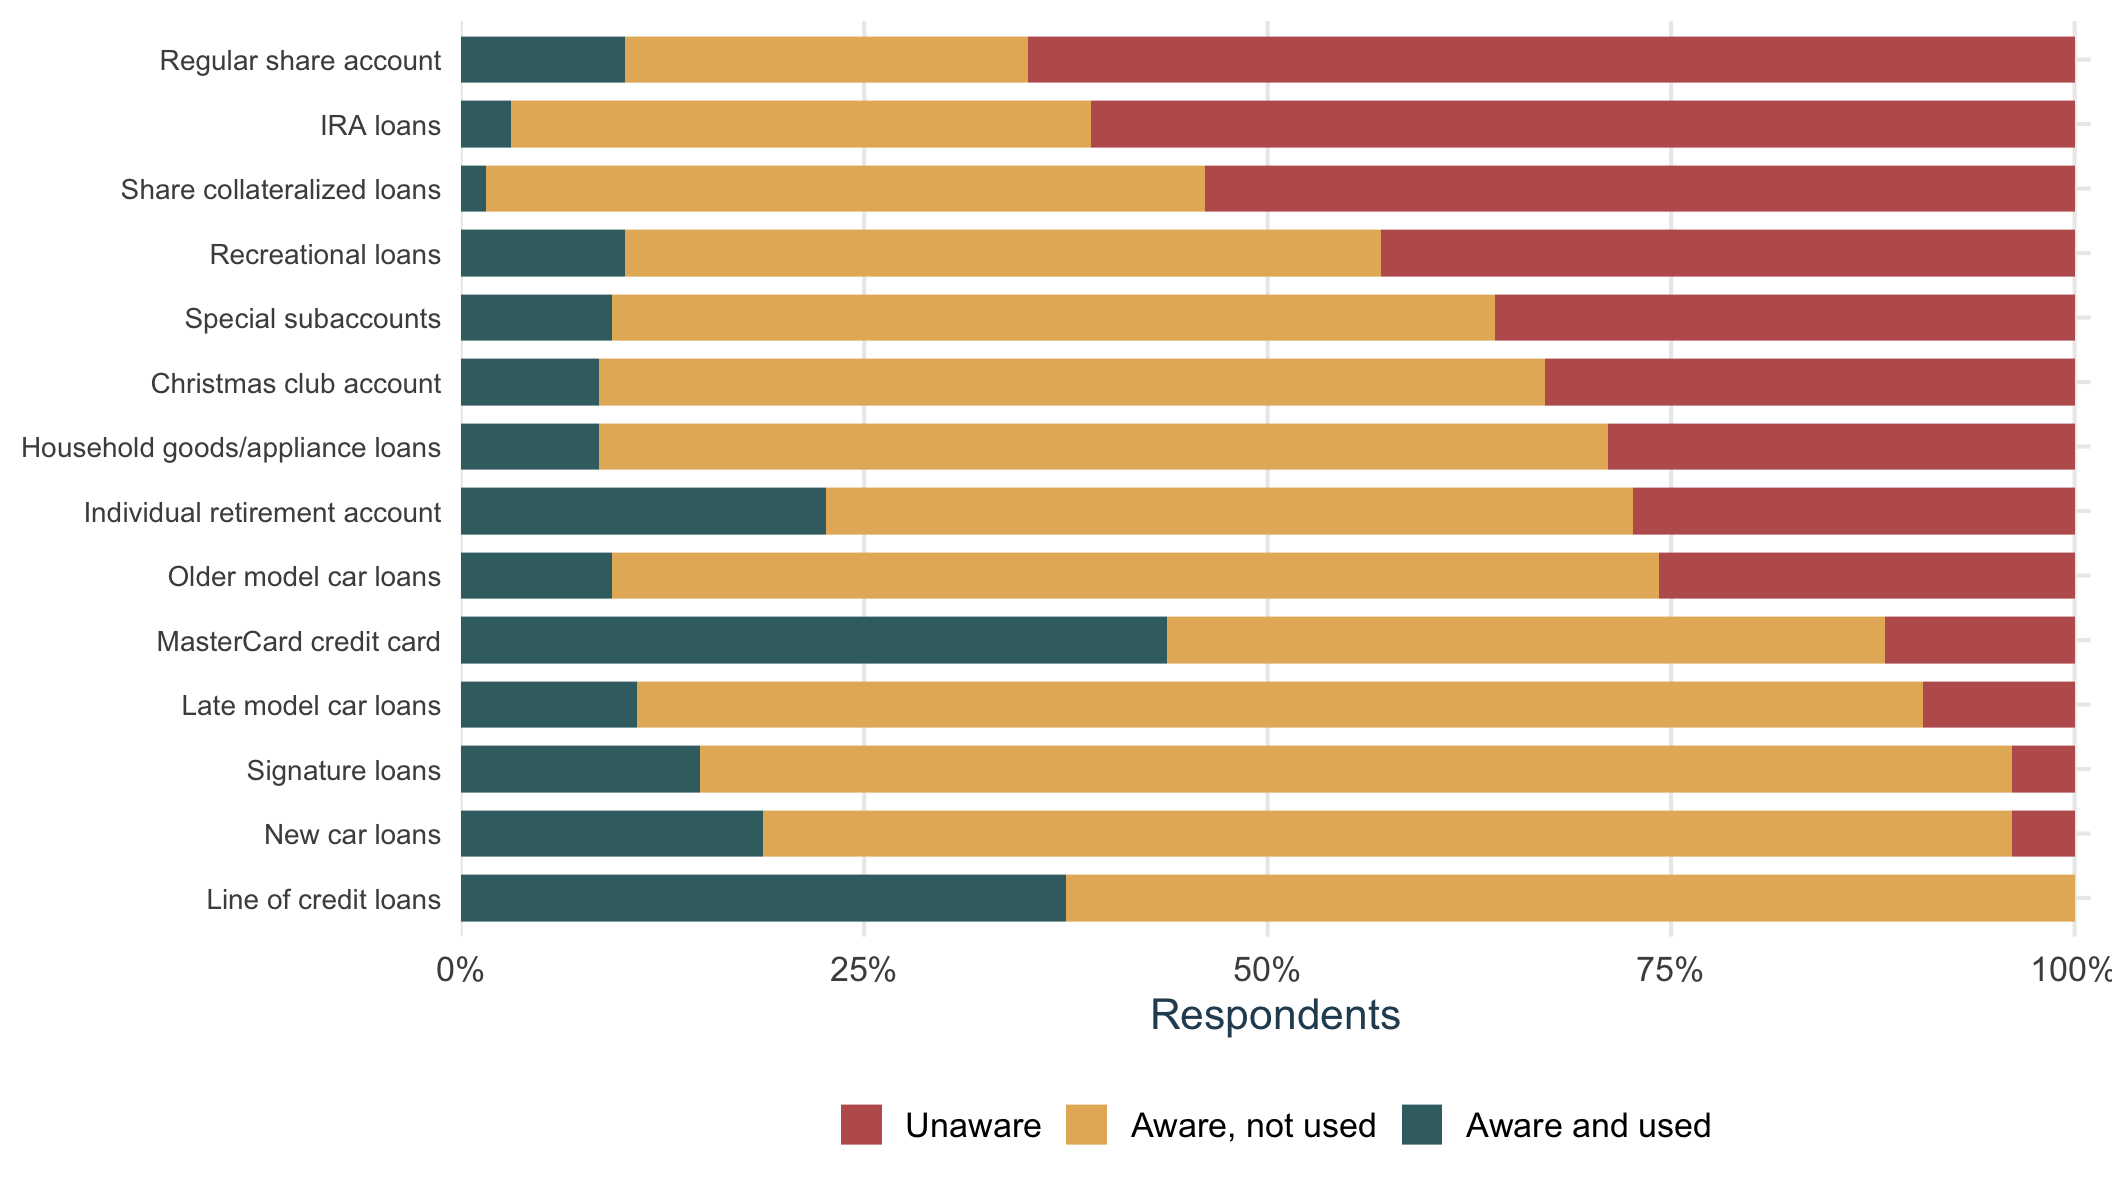 Regular share account
IRA loans
Share collateralized loans
Recreational loans
Special subaccounts
Christmas club account
Household goods/appliance loans
Individual retirement account
Older model car loans
MasterCard credit card
Late model car loans
Signature loans
New car loans
Line of credit loans
0% 25% 50% 75% 100%
Respondents
Unaware Aware, not used Aware and used